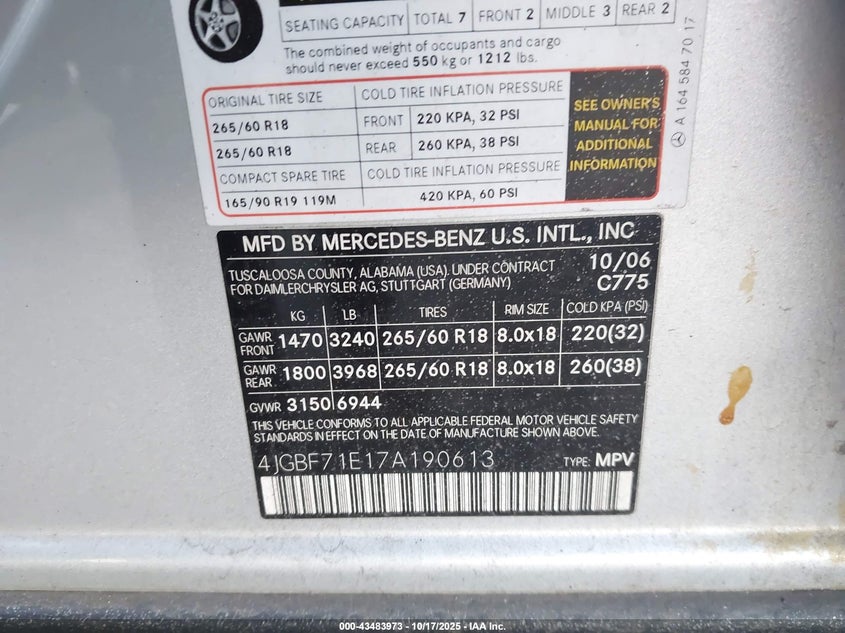 SEATING CAPACITY TOTAL 7 FRONT 2 MIDDLE 3 REAR 2
The combined weight of occupants and cargo
should never exceed 550 kg or 1212 lbs.
ORIGINAL TIRE SIZE COLD TIRE INFLATION PRESSURE
265/60 R18 FRONT 220 KPA, 32 PSI
265/60 R18 REAR 260 KPA, 38 PSI
COMPACT SPARE TIRE COLD TIRE INFLATION PRESSURE
165/90 R19 119M 420 KPA, 60 PSI
SEE OWNER'S
MANUAL FOR
ADDITIONAL
INFORMATION
A 164 584 70 17
MFD BY MERCEDES-BENZ U.S. INTL., INC
TUSCALOOSA COUNTY, ALABAMA (USA). UNDER CONTRACT 10/06
FOR DAIMLERCHRYSLER AG, STUTTGART (GERMANY) C775
KG LB TIRES RIM SIZE COLD KPA (PSI)
GAWR FRONT 1470 3240 265/60 R18 8.0x18 220(32)
GAWR REAR 1800 3968 265/60 R18 8.0x18 260(38)
GVWR 3150 6944
THIS VEHICLE CONFORMS TO ALL APPLICABLE FEDERAL MOTOR VEHICLE SAFETY
STANDARDS IN EFFECT ON THE DATE OF MANUFACTURE SHOWN ABOVE.
4JGBF71E17A190613 TYPE: MPV
000-43483973 - 10/17/2025 - IAA Inc.